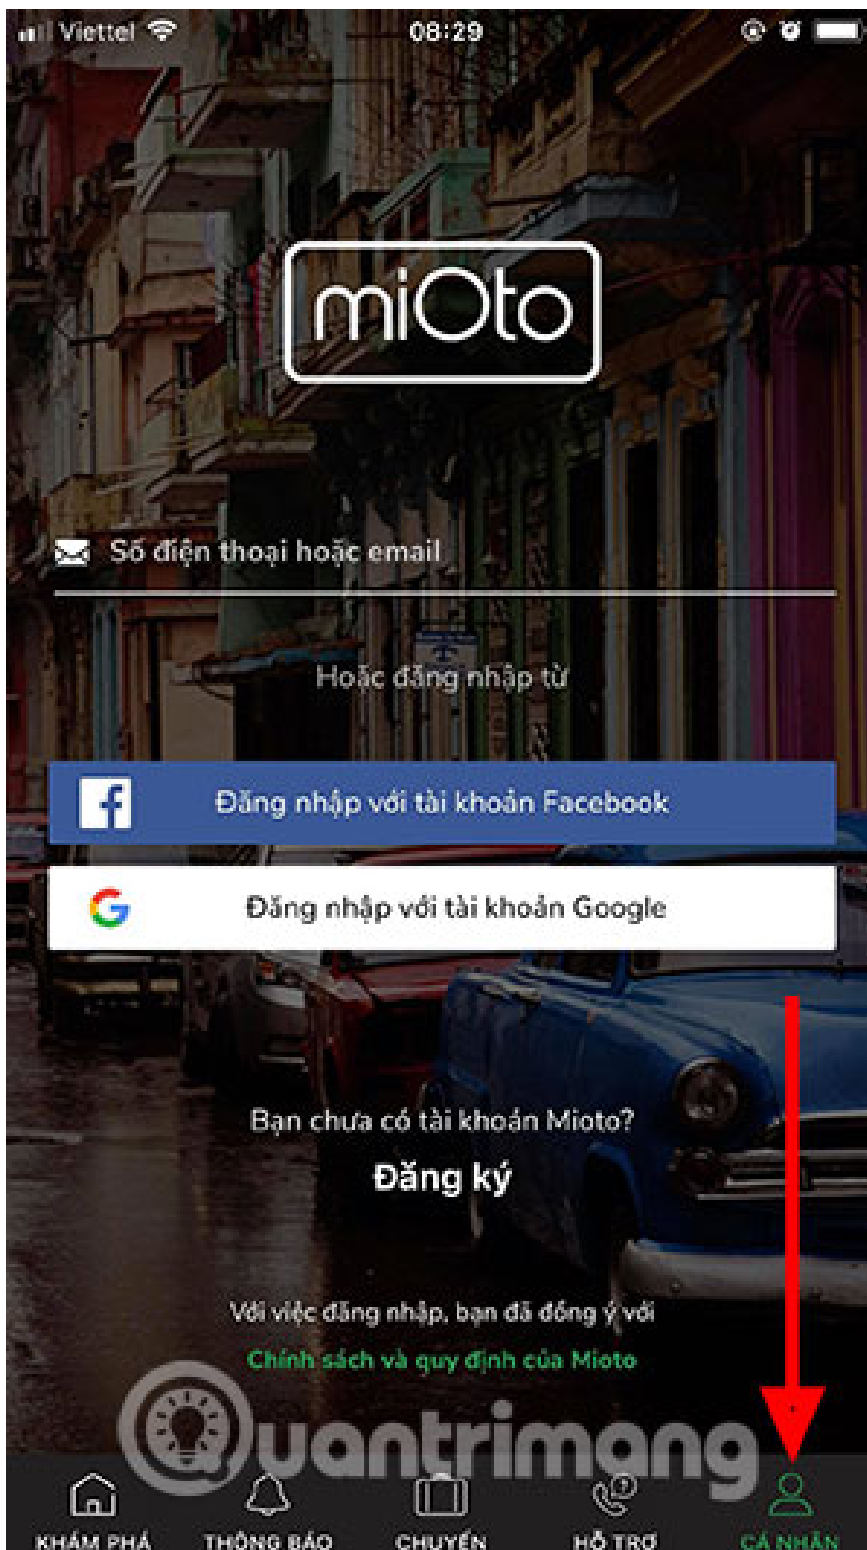 Viettel
08:29
miOto
Số điện thoại hoặc email
Hoặc đăng nhập từ
Đăng nhập với tài khoản Facebook
Đăng nhập với tài khoản Google
Bạn chưa có tài khoản Mioto?
Đăng ký
Với việc đăng nhập, bạn đã đồng ý với
Chính sách và quy định của Mioto
Quantrimang
KHÁM PHÁ
THÔNG BÁO
CHUYẾN
HỖ TRỢ
CÁ NHÂN